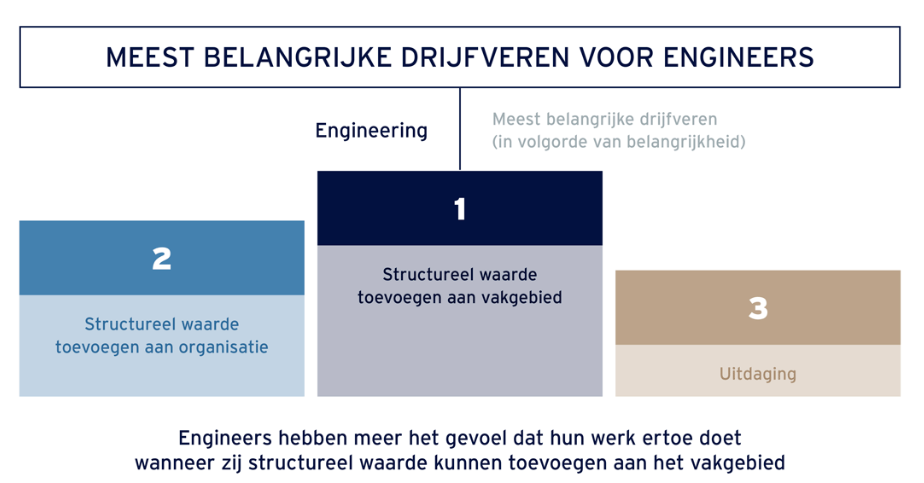 MEEST BELANGRIJKE DRIJFVEREN VOOR ENGINEERS
Engineering
Meest belangrijke drijfveren
(in volgorde van belangrijkheid)
1
Structureel waarde
toevoegen aan vakgebied
2
Structureel waarde
toevoegen aan organisatie
3
Uitdaging
Engineers hebben meer het gevoel dat hun werk ertoe doet
wanneer zij structureel waarde kunnen toevoegen aan het vakgebied